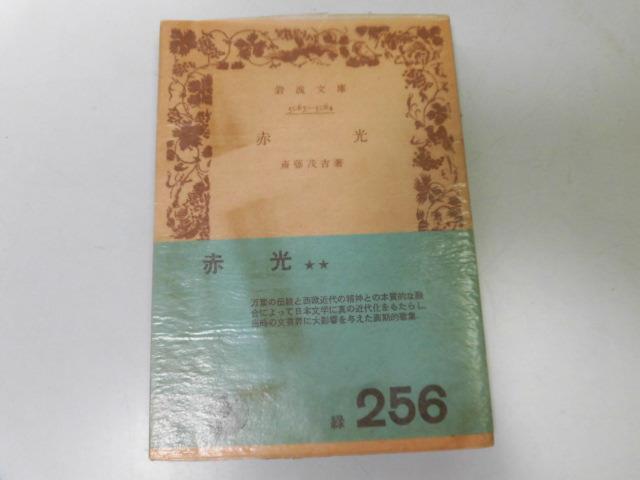 岩波文庫
5063—5064
赤光
斎藤茂吉著
赤光★★
万葉の伝統と西欧近代の精神との本質的な融
合によって日本文学に真の近代化をもたらし,
当時の文芸界に大影響を与えた画期的歌集.
緑 256